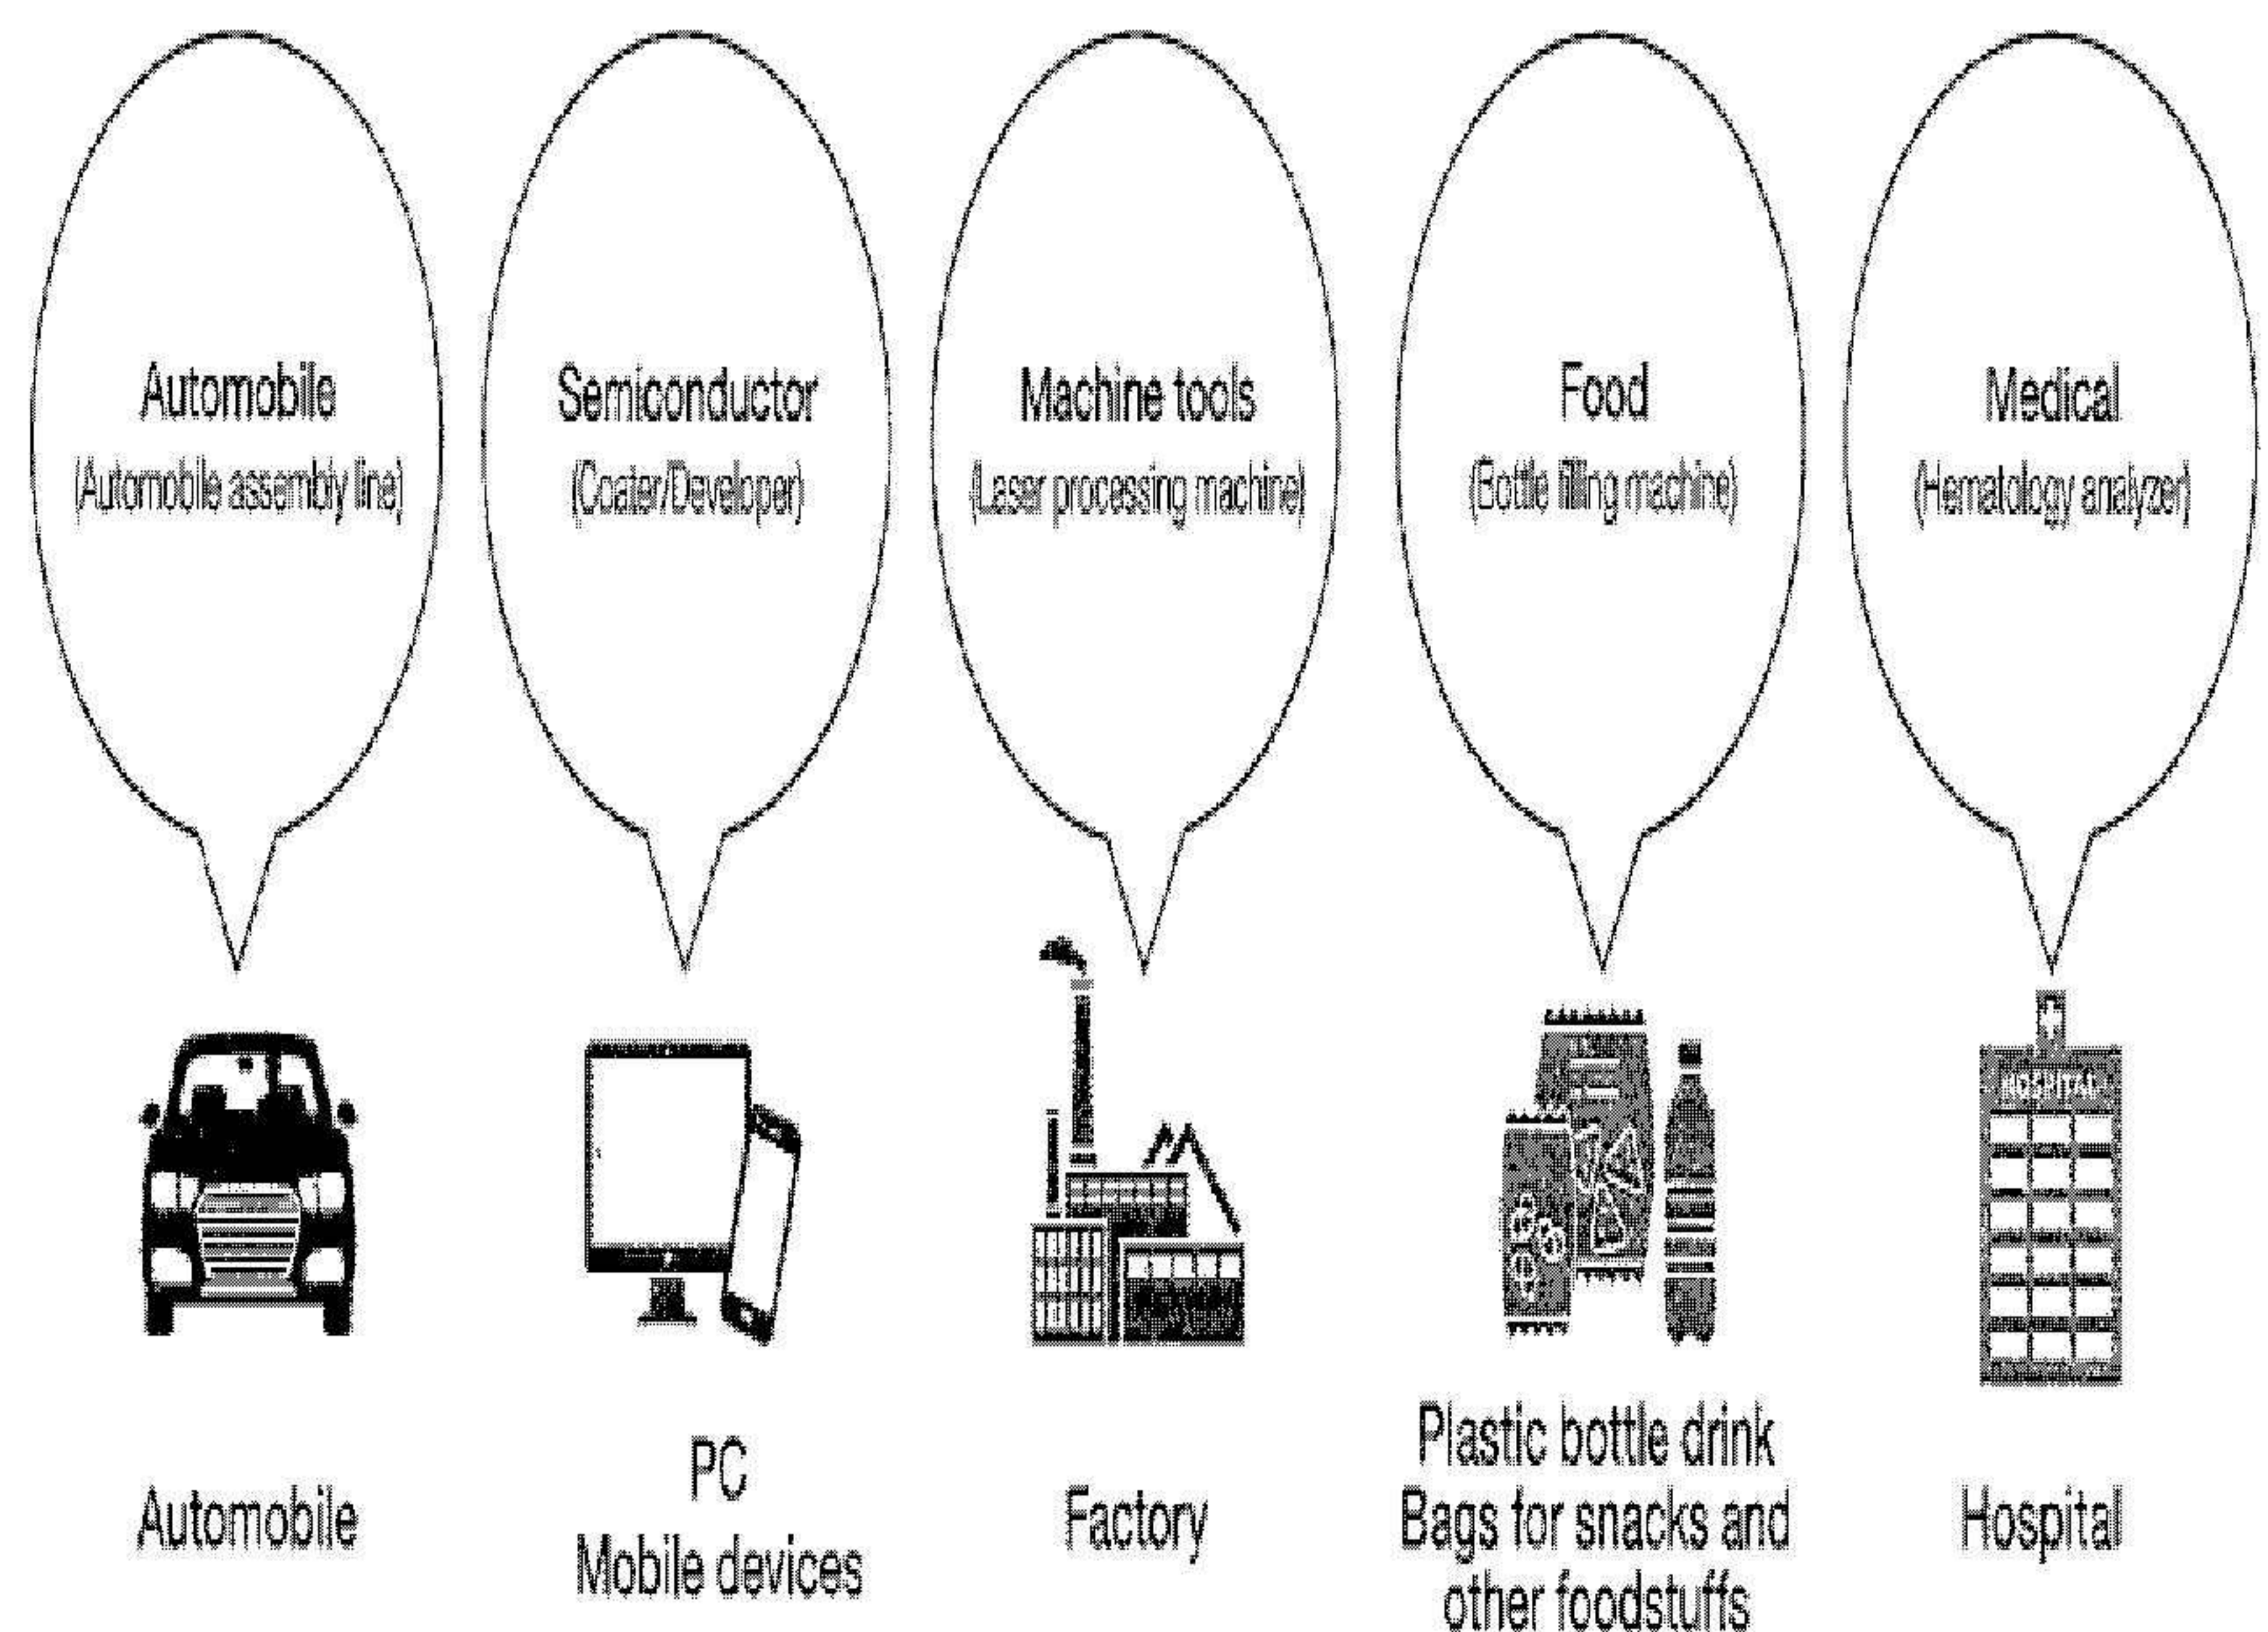 Automobile
(Automobile assembly line)
Semiconductor
(Coater/Developer)
Machine tools
(Laser processing machine)
Food
(Bottle filling machine)
Medical
(Hematology analyzer)
HOSPITAL
Automobile
PC
Mobile devices
Factory
Plastic bottle drink
Bags for snacks and
other foodstuffs
Hospital